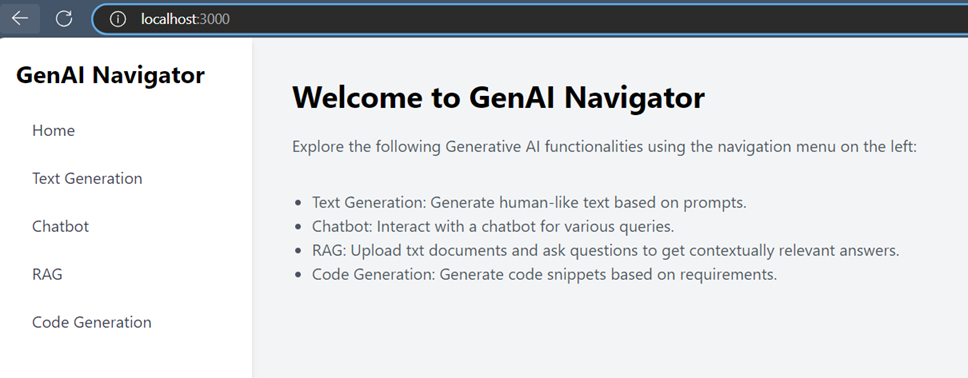 localhost:3000
GenAI Navigator
Home
Text Generation
Chatbot
RAG
Code Generation
Welcome to GenAI Navigator
Explore the following Generative AI functionalities using the navigation menu on the left:
• Text Generation: Generate human-like text based on prompts.
• Chatbot: Interact with a chatbot for various queries.
• RAG: Upload txt documents and ask questions to get contextually relevant answers.
• Code Generation: Generate code snippets based on requirements.